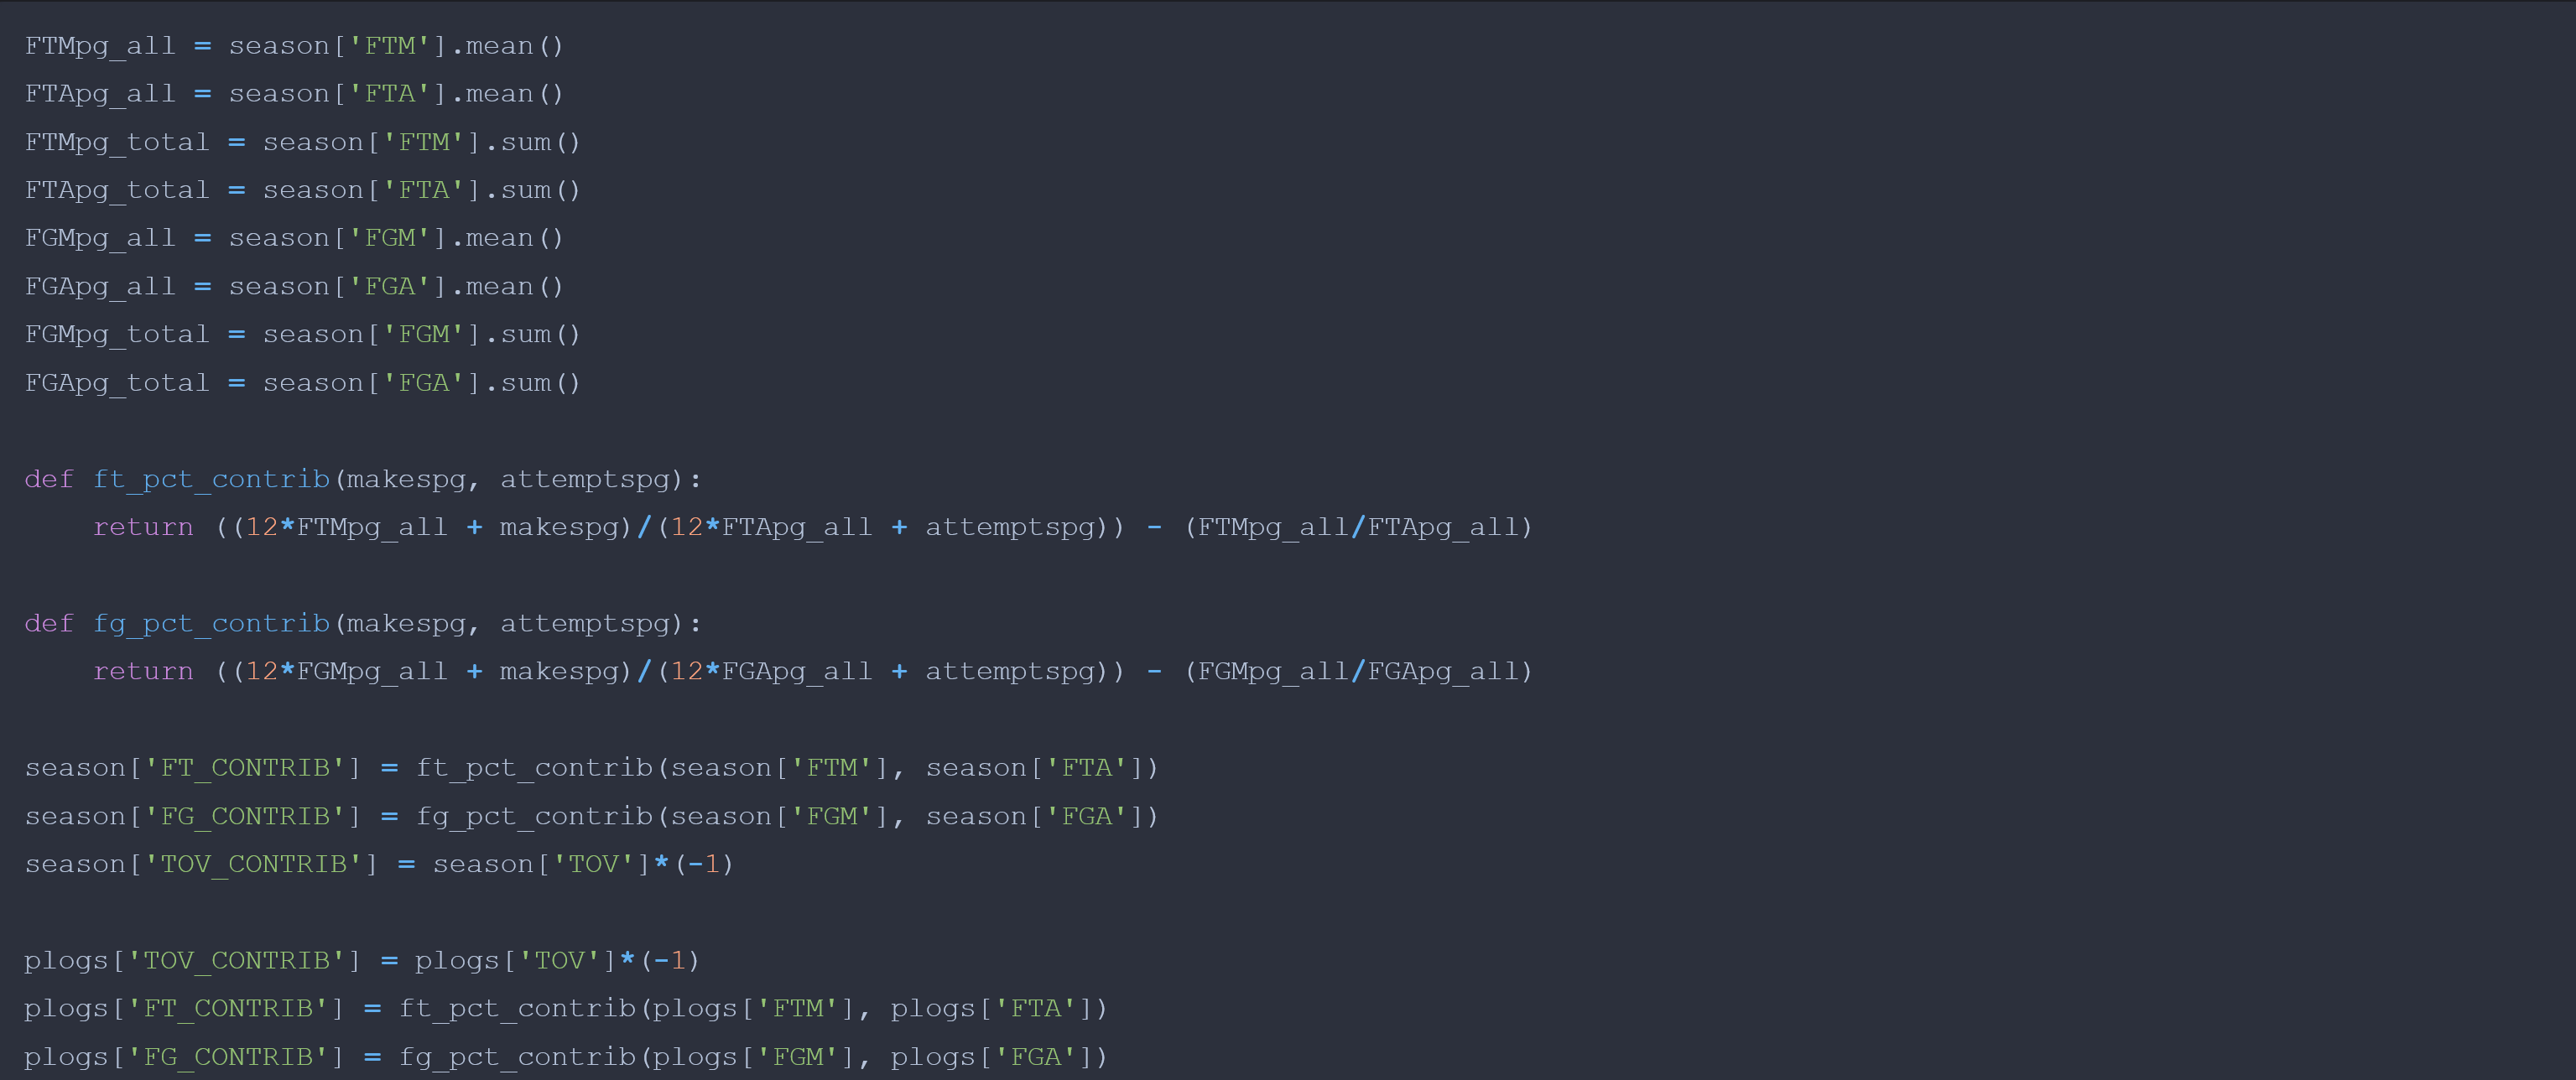 FTMpg_all = season['FTM'].mean()
FTApg_all = season['FTA'].mean()
FTMpg_total = season['FTM'].sum()
FTApg_total = season['FTA'].sum()
FGMpg_all = season['FGM'].mean()
FGApg_all = season['FGA'].mean()
FGMpg_total = season['FGM'].sum()
FGApg_total = season['FGA'].sum()

def ft_pct_contrib(makespg, attemptspg):
    return ((12*FTMpg_all + makespg)/(12*FTApg_all + attemptspg)) - (FTMpg_all/FTApg_all)

def fg_pct_contrib(makespg, attemptspg):
    return ((12*FGMpg_all + makespg)/(12*FGApg_all + attemptspg)) - (FGMpg_all/FGApg_all)

season['FT_CONTRIB'] = ft_pct_contrib(season['FTM'], season['FTA'])
season['FG_CONTRIB'] = fg_pct_contrib(season['FGM'], season['FGA'])
season['TOV_CONTRIB'] = season['TOV']*(-1)

plogs['TOV_CONTRIB'] = plogs['TOV']*(-1)
plogs['FT_CONTRIB'] = ft_pct_contrib(plogs['FTM'], plogs['FTA'])
plogs['FG_CONTRIB'] = fg_pct_contrib(plogs['FGM'], plogs['FGA'])